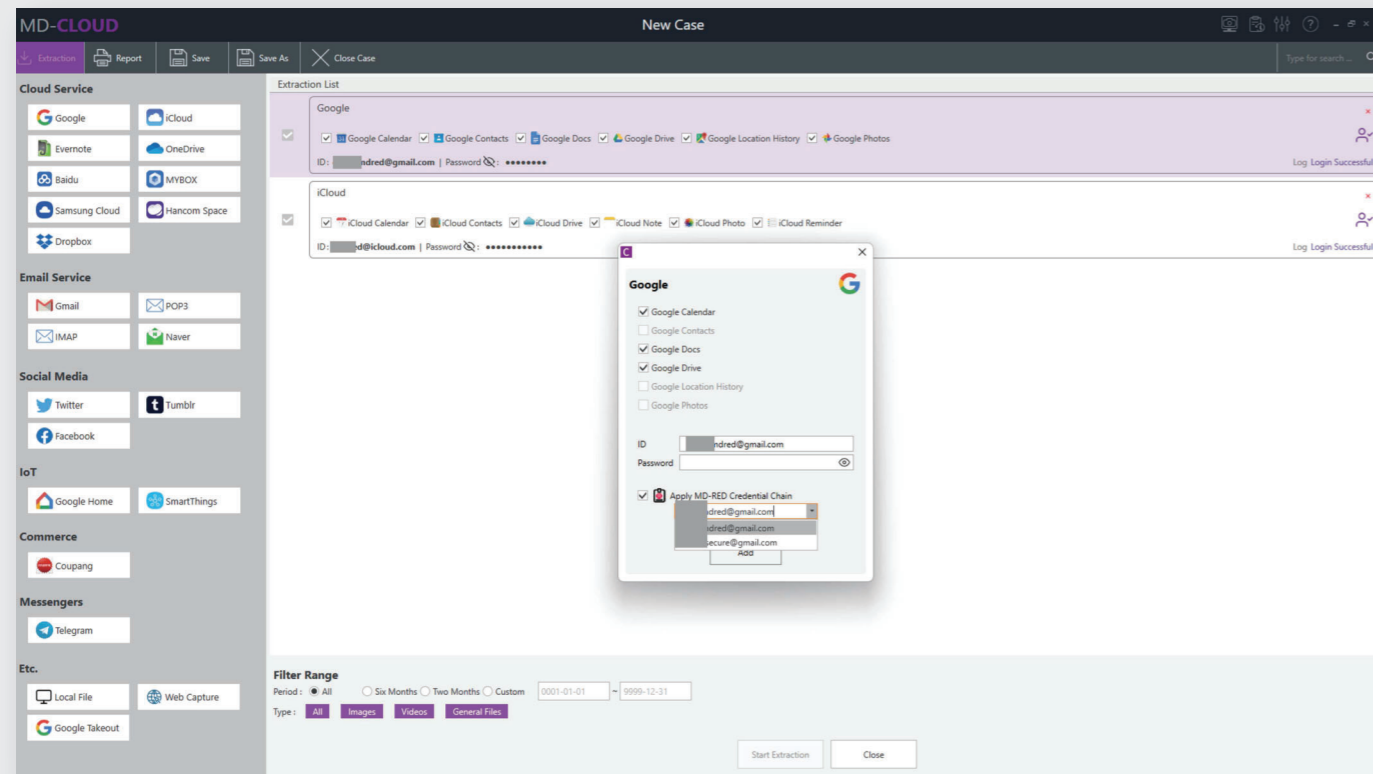 MD-CLOUD
New Case
Extraction
Report
Save
Save As
Close Case
Type for search ...
Cloud Service
Google
iCloud
Evernote
OneDrive
Baidu
MYBOX
Samsung Cloud
Hancom Space
Dropbox
Email Service
Gmail
POP3
IMAP
Naver
Social Media
Twitter
Tumblr
Facebook
IoT
Google Home
SmartThings
Commerce
Coupang
Messengers
Telegram
Etc.
Local File
Web Capture
Google Takeout
Extraction List
Google
Google Calendar Google Contacts Google Docs Google Drive Google Location History Google Photos
ID: ndred@gmail.com | Password : ●●●●●●●●
Log Login Successful
iCloud
iCloud Calendar iCloud Contacts iCloud Drive iCloud Note iCloud Photo iCloud Reminder
ID: d@icloud.com | Password : ●●●●●●●●●●●
Log Login Successful
C
Google
Google Calendar
Google Contacts
Google Docs
Google Drive
Google Location History
Google Photos
ID ndred@gmail.com
Password
Apply MD-RED Credential Chain
dred@gmail.com
dred@gmail.com
secure@gmail.com
Add
Filter Range
Period : All Six Months Two Months Custom 0001-01-01 ~ 9999-12-31
Type : All Images Videos General Files
Start Extraction
Close